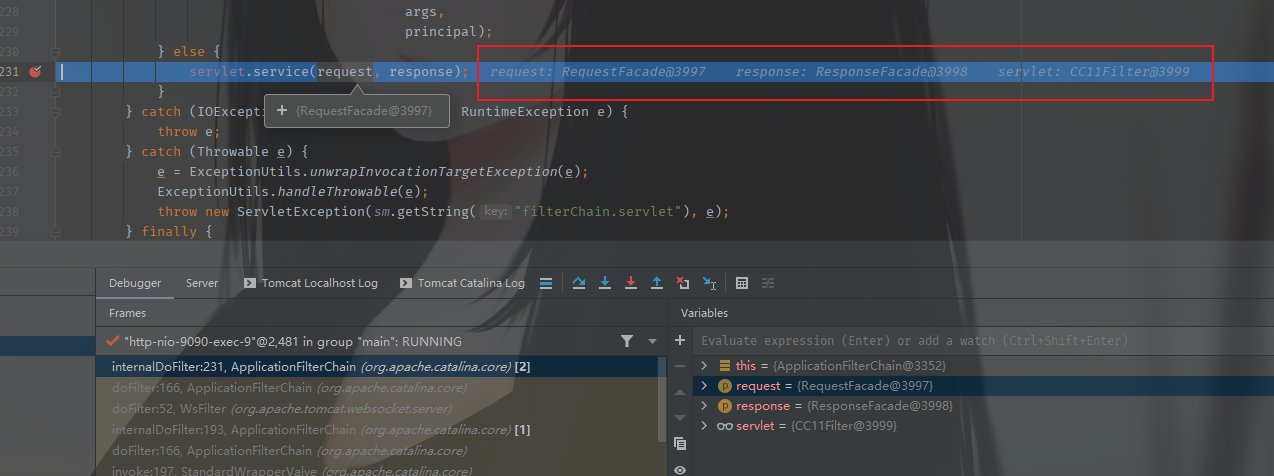 228 args,
principal);
230 } else {
231 servlet.service(request, response); request: RequestFacade@3997 response: ResponseFacade@3998 servlet: CC11Filter@3999
232 }
233 } catch (IOExcepti RuntimeException e) {
+ {RequestFacade@3997}
234 throw e;
235 } catch (Throwable e) {
236 e = ExceptionUtils.unwrapInvocationTargetException(e);
237 ExceptionUtils.handleThrowable(e);
238 throw new ServletException(sm.getString( key: "filterChain.servlet"), e);
239 } finally {
Debugger Server Tomcat Localhost Log Tomcat Catalina Log
Frames Variables
"http-nio-9090-exec-9"@2,481 in group "main": RUNNING
Evaluate expression (Enter) or add a watch (Ctrl+Shift+Enter)
internalDoFilter:231, ApplicationFilterChain (org.apache.catalina.core) [2]
this = {ApplicationFilterChain@3352}
doFilter:166, ApplicationFilterChain (org.apache.catalina.core)
request = {RequestFacade@3997}
doFilter:52, WsFilter (org.apache.tomcat.websocket.server)
response = {ResponseFacade@3998}
internalDoFilter:193, ApplicationFilterChain (org.apache.catalina.core) [1]
servlet = {CC11Filter@3999}
doFilter:166, ApplicationFilterChain (org.apache.catalina.core)
invoke:197, StandardWrapperValve (org.apache.catalina.core)